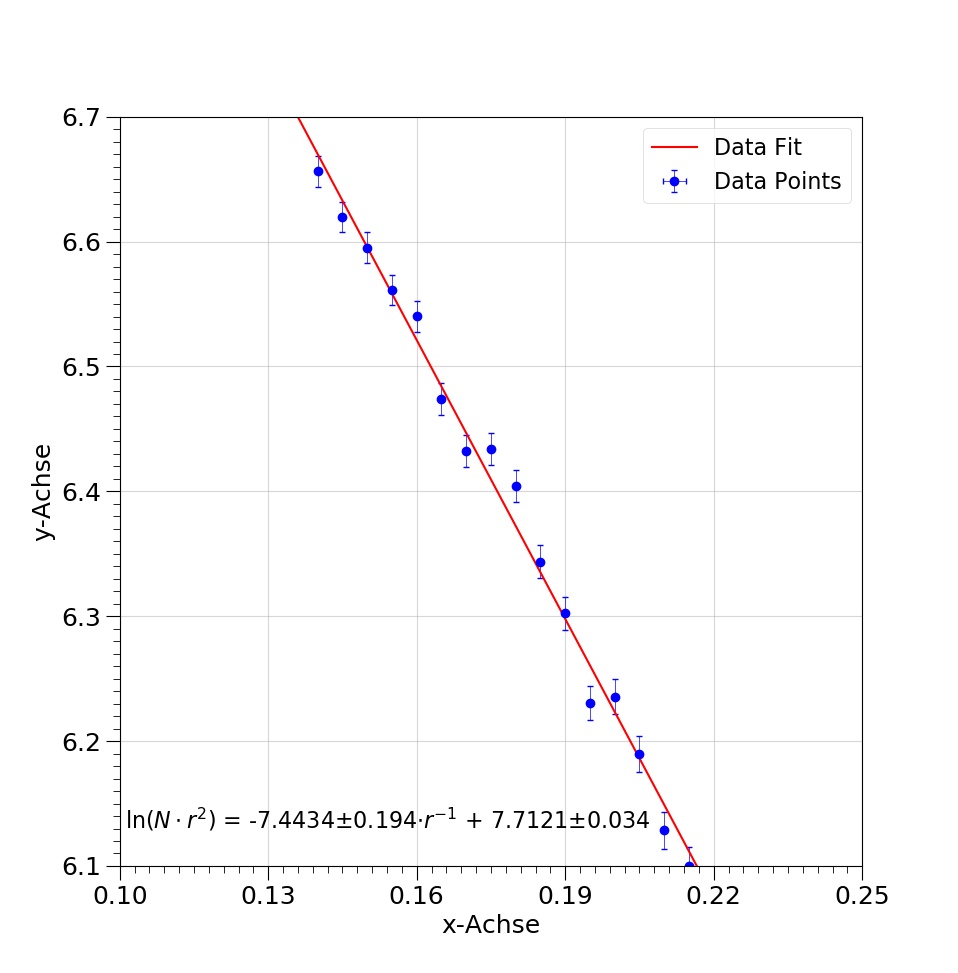 6.7
6.6
6.5
6.4
6.3
6.2
6.1
y-Achse
Data Fit
Data Points
ln(N · r²) = -7.4434±0.194·r⁻¹ + 7.7121±0.034
0.10 0.13 0.16 0.19 0.22 0.25
x-Achse